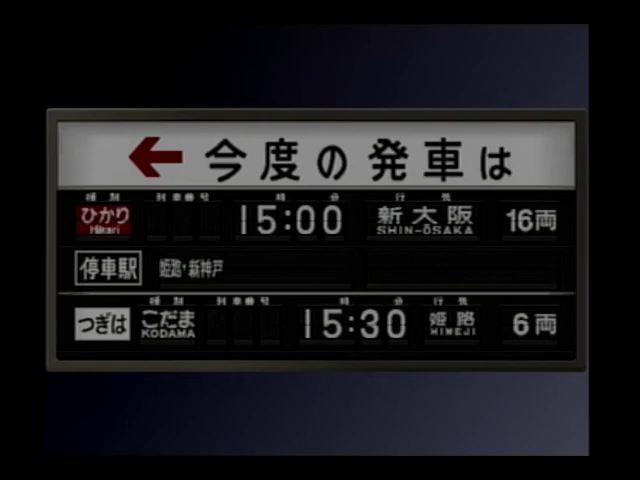 ← 今度の発車は
種別 列車番号 時 分 行先
ひかり 15:00 新大阪 16両
Hikari SHIN-ŌSAKA
停車駅 姫路・新神戸
種別 列車番号 時 分 行先
つぎは こだま 15:30 姫路 6両
KODAMA HIMEJI